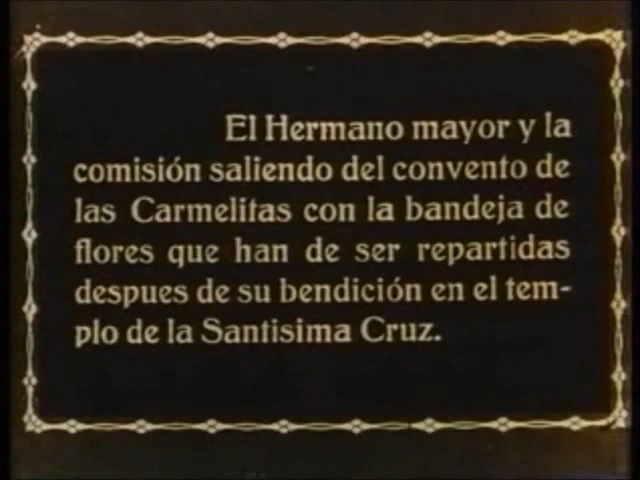 El Hermano mayor y la
comisión saliendo del convento de
las Carmelitas con la bandeja de
flores que han de ser repartidas
despues de su bendición en el tem-
plo de la Santisima Cruz.